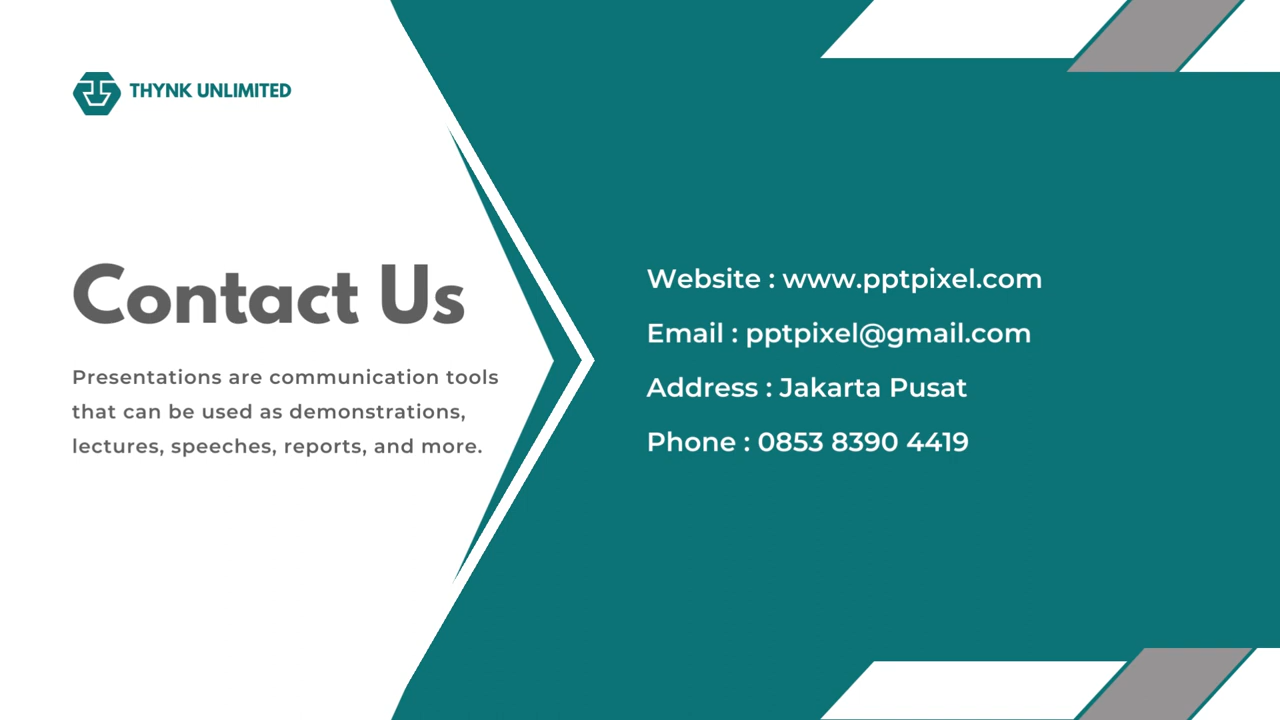 THYNK UNLIMITED
Contact Us
Presentations are communication tools
that can be used as demonstrations,
lectures, speeches, reports, and more.
Website : www.pptpixel.com
Email : pptpixel@gmail.com
Address : Jakarta Pusat
Phone : 0853 8390 4419